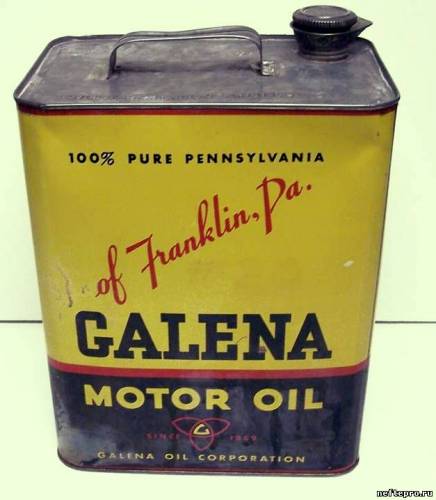 100% PURE PENNSYLVANIA
of Franklin, Pa.
GALENA
MOTOR OIL
SINCE G 1869
GALENA OIL CORPORATION
neftepro.ru